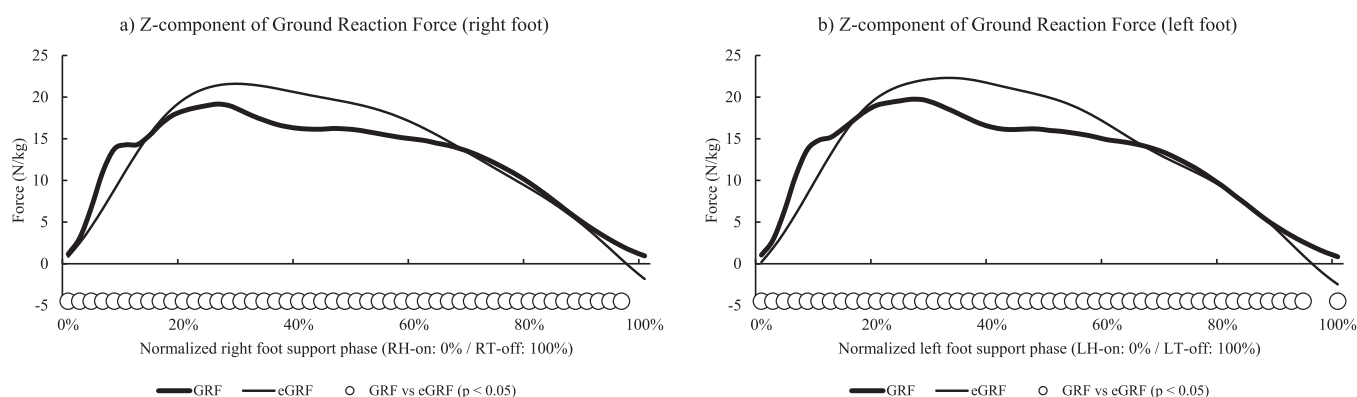 a) Z-component of Ground Reaction Force (right foot)
25
20
15
10
5
0
-5
Force (N/kg)
0% 20% 40% 60% 80% 100%
Normalized right foot support phase (RH-on: 0% / RT-off: 100%)
GRF eGRF GRF vs eGRF (p < 0.05)
b) Z-component of Ground Reaction Force (left foot)
25
20
15
10
5
0
-5
Force (N/kg)
0% 20% 40% 60% 80% 100%
Normalized left foot support phase (LH-on: 0% / LT-off: 100%)
GRF eGRF GRF vs eGRF (p < 0.05)